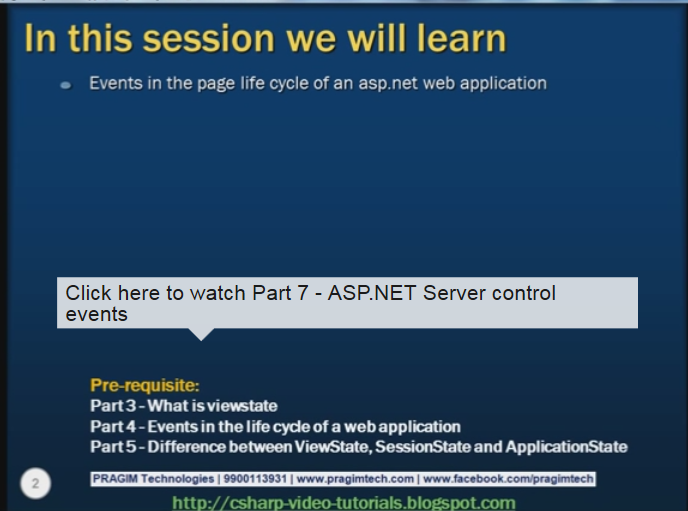 In this session we will learn
Events in the page life cycle of an asp.net web application
Click here to watch Part 7 - ASP.NET Server control
events
Pre-requisite:
Part 3 - What is viewstate
Part 4 - Events in the life cycle of a web application
Part 5 - Difference between ViewState, SessionState and ApplicationState
2
PRAGIM Technologies | 9900113931 | www.pragimtech.com | www.facebook.com/pragimtech
http://csharp-video-tutorials.blogspot.com